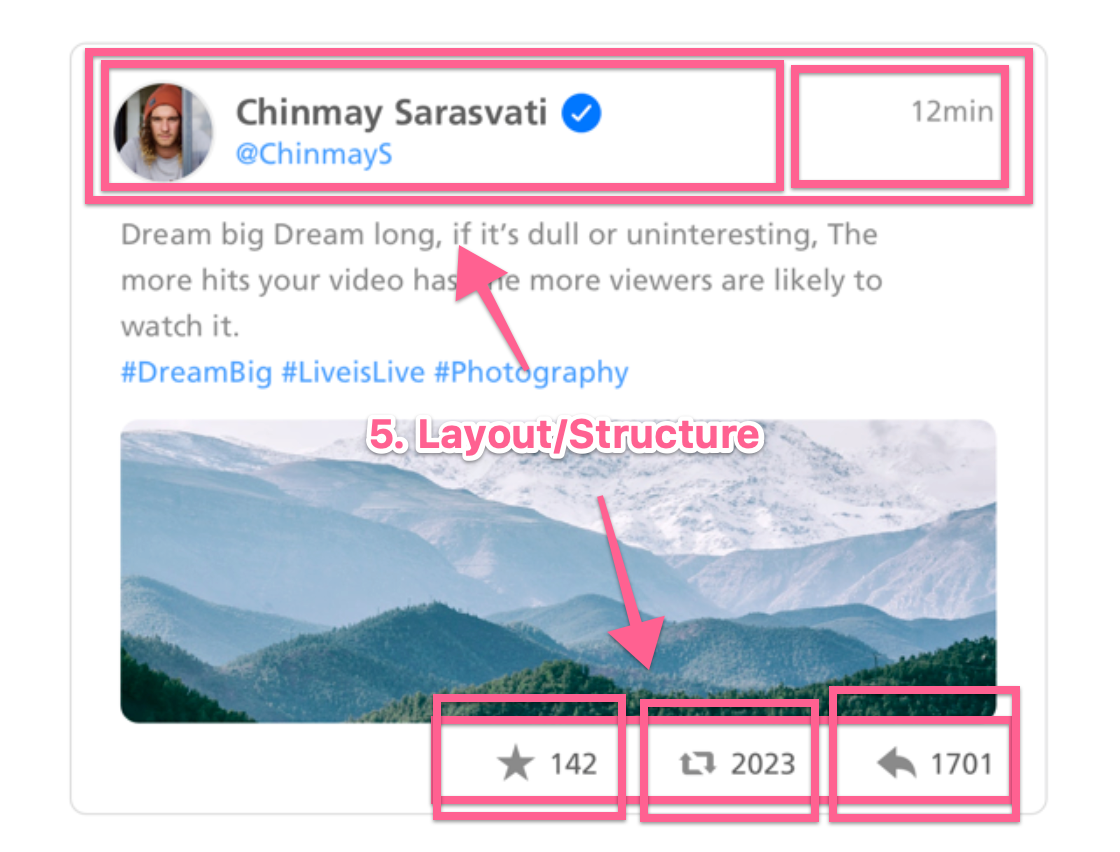 Chinmay Sarasvati
12min
@ChinmayS
Dream big Dream long, if it's dull or uninteresting, The
more hits your video has the more viewers are likely to
watch it.
#DreamBig #LiveisLive #Photography
5. Layout/Structure
142 2023 1701